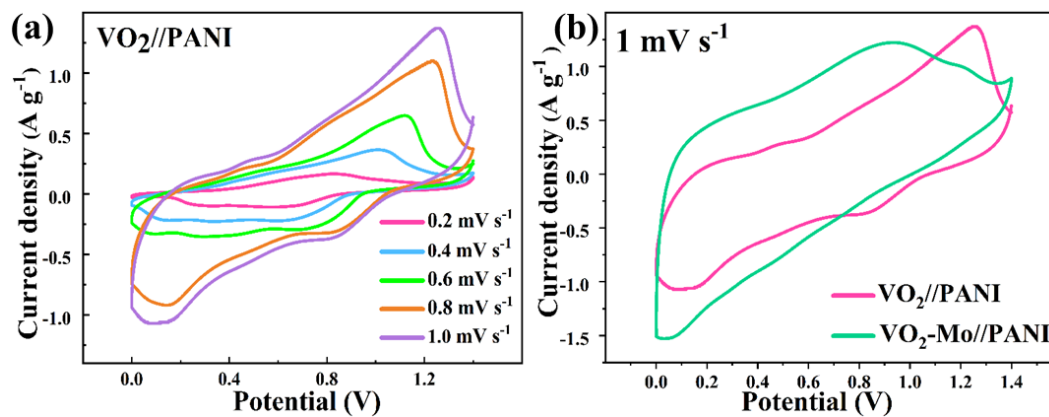 (a)
VO₂//PANI
Current density (A g⁻¹)
1.0
0.5
0.0
-0.5
-1.0
0.2 mV s⁻¹
0.4 mV s⁻¹
0.6 mV s⁻¹
0.8 mV s⁻¹
1.0 mV s⁻¹
0.0 0.4 0.8 1.2
Potential (V)
(b)
1 mV s⁻¹
Current density (A g⁻¹)
1.0
0.5
0.0
-0.5
-1.0
-1.5
VO₂//PANI
VO₂-Mo//PANI
0.0 0.2 0.4 0.6 0.8 1.0 1.2 1.4
Potential (V)